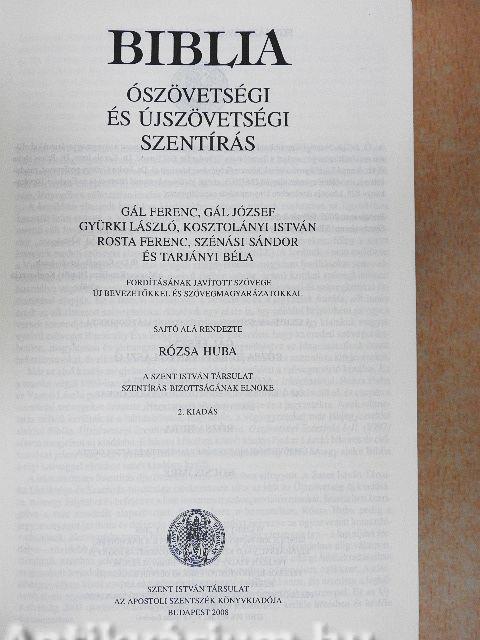 BIBLIA
ÓSZÖVETSÉGI
ÉS ÚJSZÖVETSÉGI
SZENTÍRÁS
GÁL FERENC, GÁL JÓZSEF
GYÜRKI LÁSZLÓ, KOSZTOLÁNYI ISTVÁN
ROSTA FERENC, SZÉNÁSI SÁNDOR
ÉS TARJÁNYI BÉLA
FORDÍTÁSÁNAK JAVÍTOTT SZÖVEGE
ÚJ BEVEZETŐKKEL ÉS SZÖVEGMAGYARÁZATOKKAL
SAJTÓ ALÁ RENDEZTE
RÓZSA HUBA
A SZENT ISTVÁN TÁRSULAT
SZENTÍRÁS-BIZOTTSÁGÁNAK ELNÖKE
2. KIADÁS
SZENT ISTVÁN TÁRSULAT
AZ APOSTOLI SZENTSZÉK KÖNYVKIADÓJA
BUDAPEST 2008